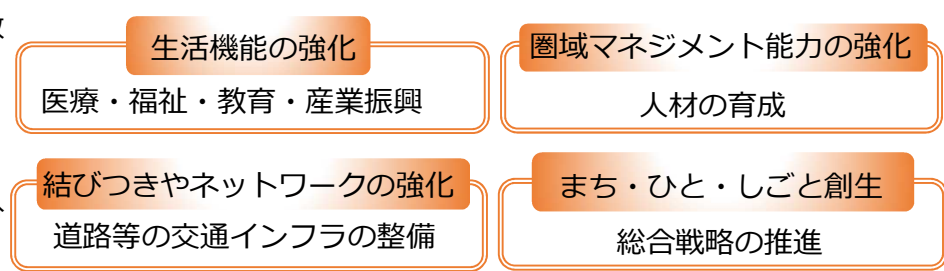 生活機能の強化
医療・福祉・教育・産業振興
圏域マネジメント能力の強化
人材の育成
結びつきやネットワークの強化
道路等の交通インフラの整備
まち・ひと・しごと創生
総合戦略の推進